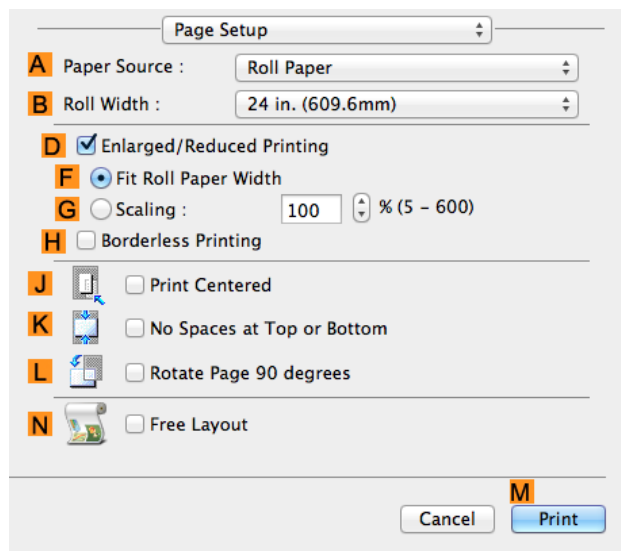 Page Setup
A Paper Source : Roll Paper
B Roll Width : 24 in. (609.6mm)
D Enlarged/Reduced Printing
F Fit Roll Paper Width
G Scaling : 100 % (5 – 600)
H Borderless Printing
J Print Centered
K No Spaces at Top or Bottom
L Rotate Page 90 degrees
N Free Layout
M
Cancel Print